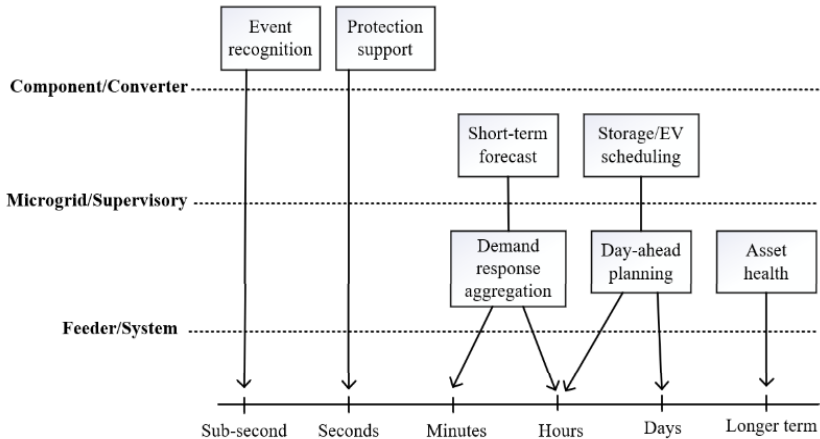 Event
recognition
Protection
support
Component/Converter
Short-term
forecast
Storage/EV
scheduling
Microgrid/Supervisory
Demand
response
aggregation
Day-ahead
planning
Asset
health
Feeder/System
Sub-second
Seconds
Minutes
Hours
Days
Longer term